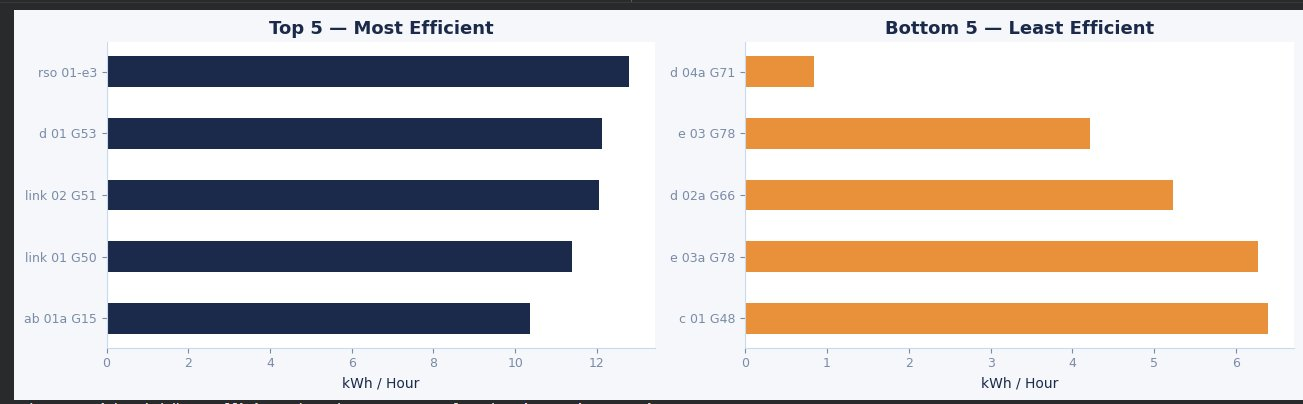 Top 5 — Most Efficient
rso 01-e3
d 01 G53
link 02 G51
link 01 G50
ab 01a G15
0 2 4 6 8 10 12
kWh / Hour
Bottom 5 — Least Efficient
d 04a G71
e 03 G78
d 02a G66
e 03a G78
c 01 G48
0 1 2 3 4 5 6
kWh / Hour